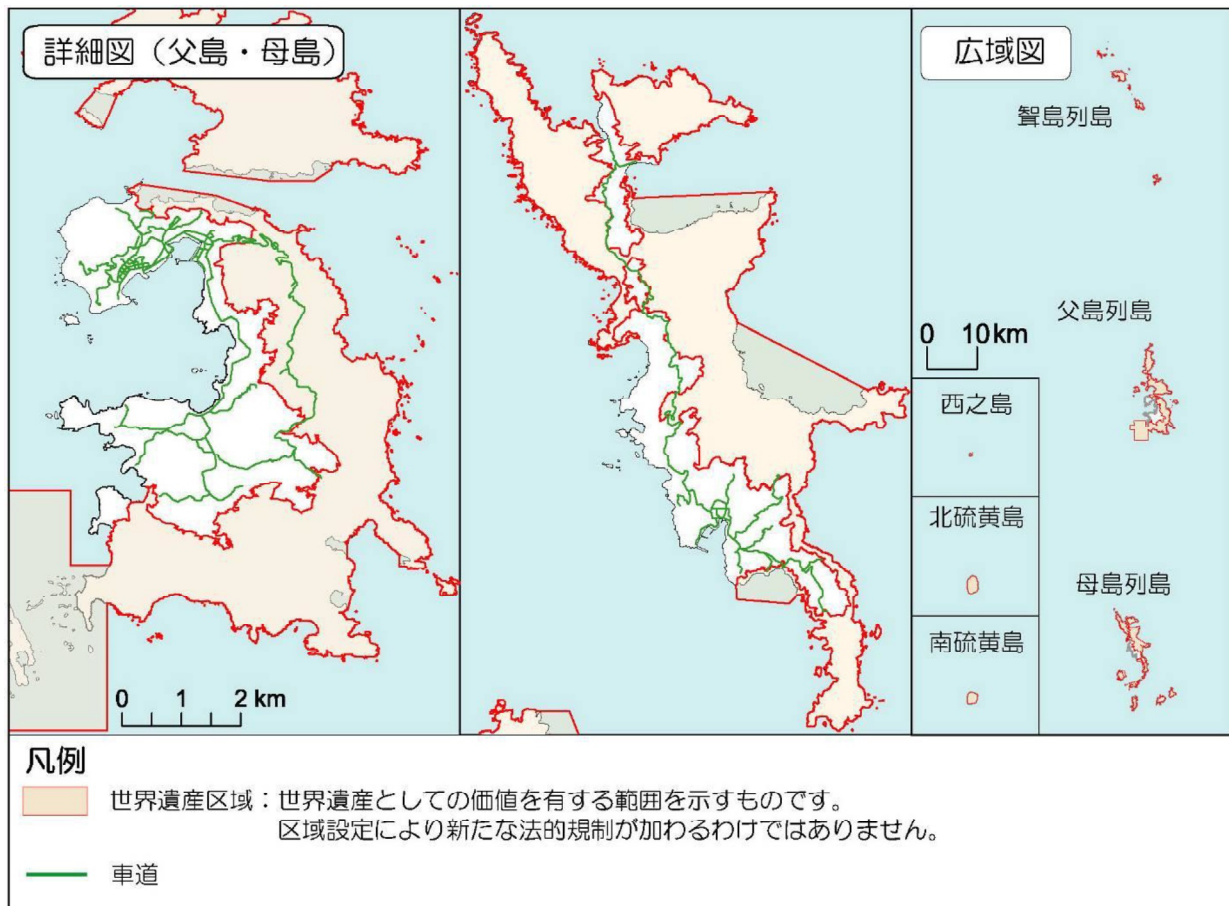 詳細図（父島・母島）
広域図
聟島列島
父島列島
0 10km
西之島
北硫黄島
母島列島
南硫黄島
0 1 2 km
凡例
世界遺産区域：世界遺産としての価値を有する範囲を示すものです。
区域設定により新たな法的規制が加わるわけではありません。
車道